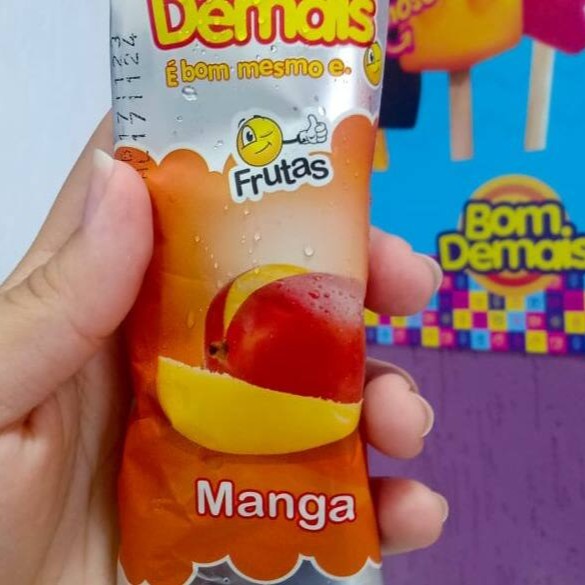 Demais
É bom mesmo e.
Frutas
Manga
Bom.
Demais